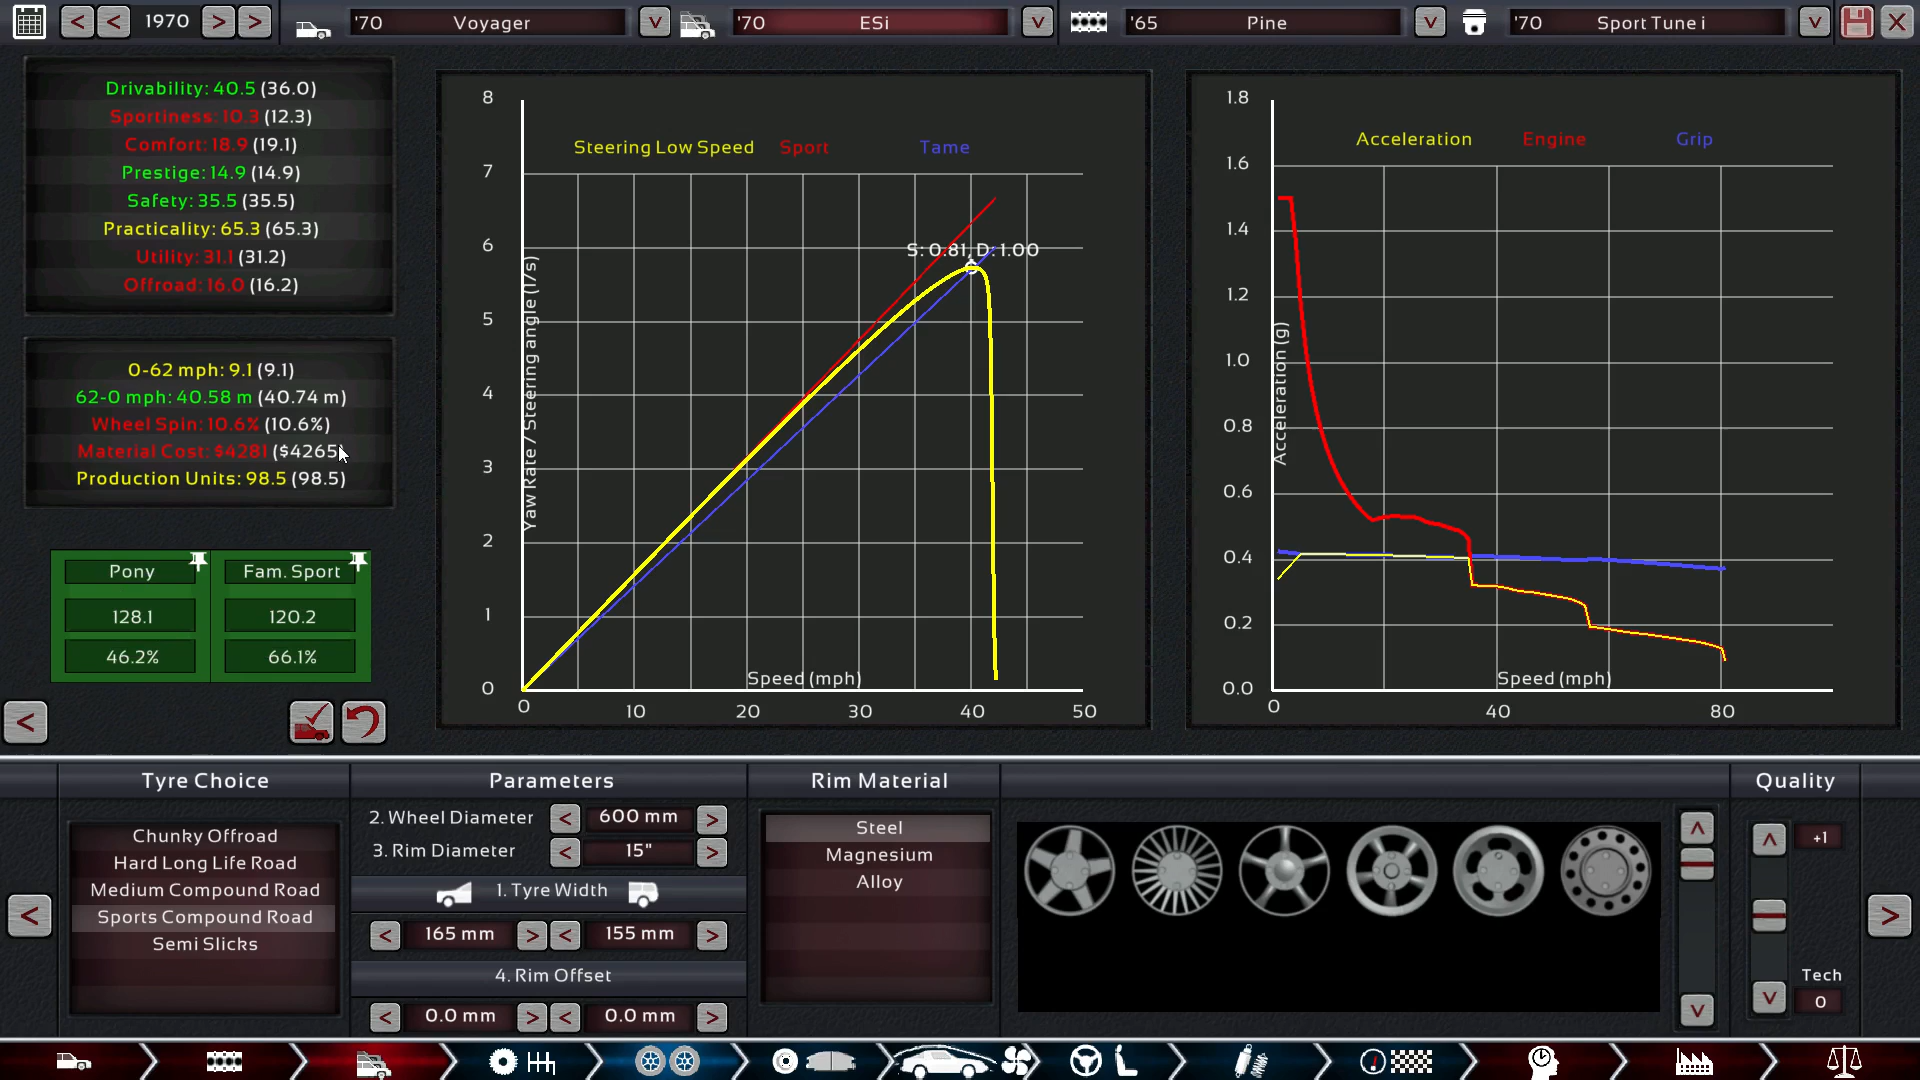 1970
'70 Voyager
'70 ESi
'65 Pine
'70 Sport Tune i
Drivability: 40.5 (36.0)
Sportiness: 10.3 (12.3)
Comfort: 18.9 (19.1)
Prestige: 14.9 (14.9)
Safety: 35.5 (35.5)
Practicality: 65.3 (65.3)
Utility: 31.1 (31.2)
Offroad: 16.0 (16.2)
0-62 mph: 9.1 (9.1)
62-0 mph: 40.58 m (40.74 m)
Wheel Spin: 10.6% (10.6%)
Material Cost: $4281 ($4265)
Production Units: 98.5 (98.5)
Pony
128.1
46.2%
Fam. Sport
120.2
66.1%
Steering Low Speed Sport Tame
8
7
6
5
4
3
2
1
0
Yaw Rate / Steering angle (1/s)
S: 0.81, D: 1.00
Speed (mph)
0 10 20 30 40 50
Acceleration Engine Grip
1.8
1.6
1.4
1.2
1.0
0.8
0.6
0.4
0.2
0.0
Acceleration (g)
Speed (mph)
0 40 80
Tyre Choice
Chunky Offroad
Hard Long Life Road
Medium Compound Road
Sports Compound Road
Semi Slicks
Parameters
2. Wheel Diameter 600 mm
3. Rim Diameter 15"
1. Tyre Width
165 mm 155 mm
4. Rim Offset
0.0 mm 0.0 mm
Rim Material
Steel
Magnesium
Alloy
Quality
+1
Tech
0